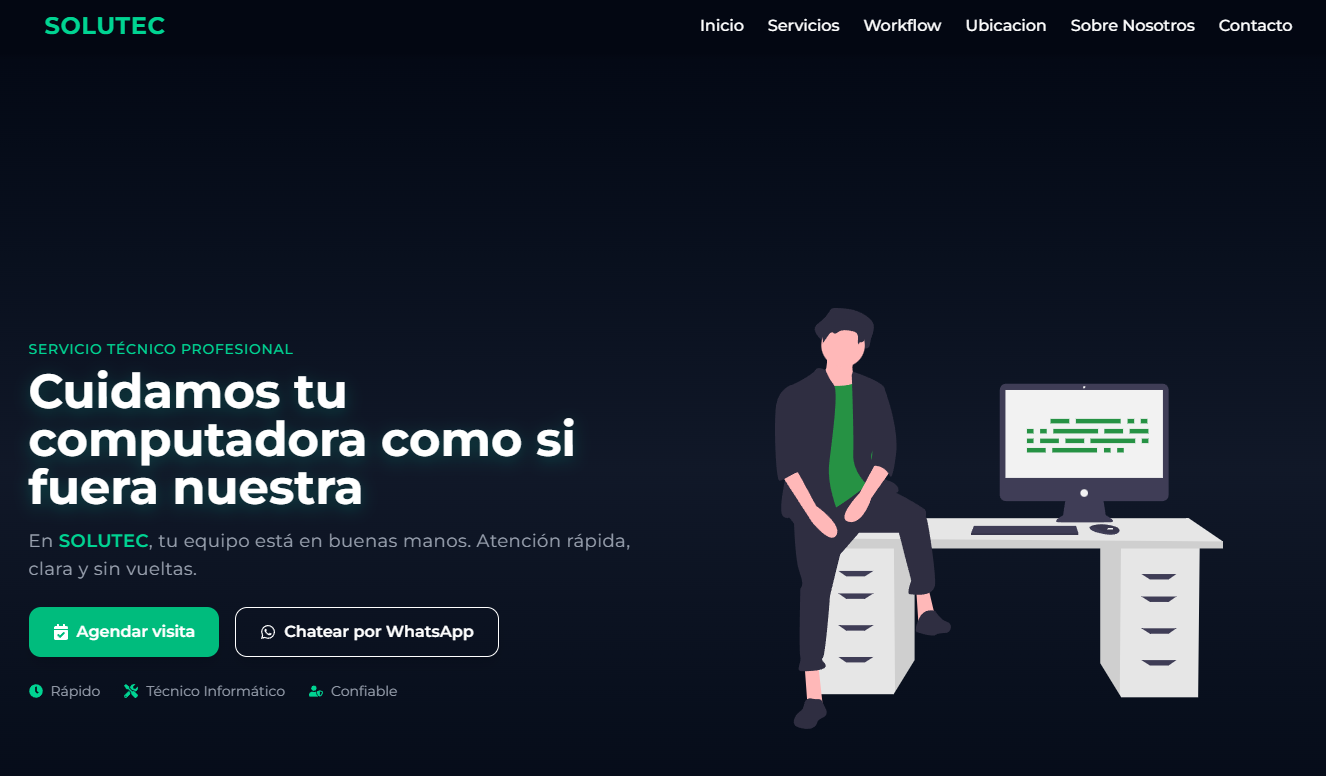 SOLUTEC
Inicio Servicios Workflow Ubicacion Sobre Nosotros Contacto
SERVICIO TÉCNICO PROFESIONAL
Cuidamos tu
computadora como si
fuera nuestra
En SOLUTEC, tu equipo está en buenas manos. Atención rápida,
clara y sin vueltas.
Agendar visita
Chatear por WhatsApp
Rápido
Técnico Informático
Confiable